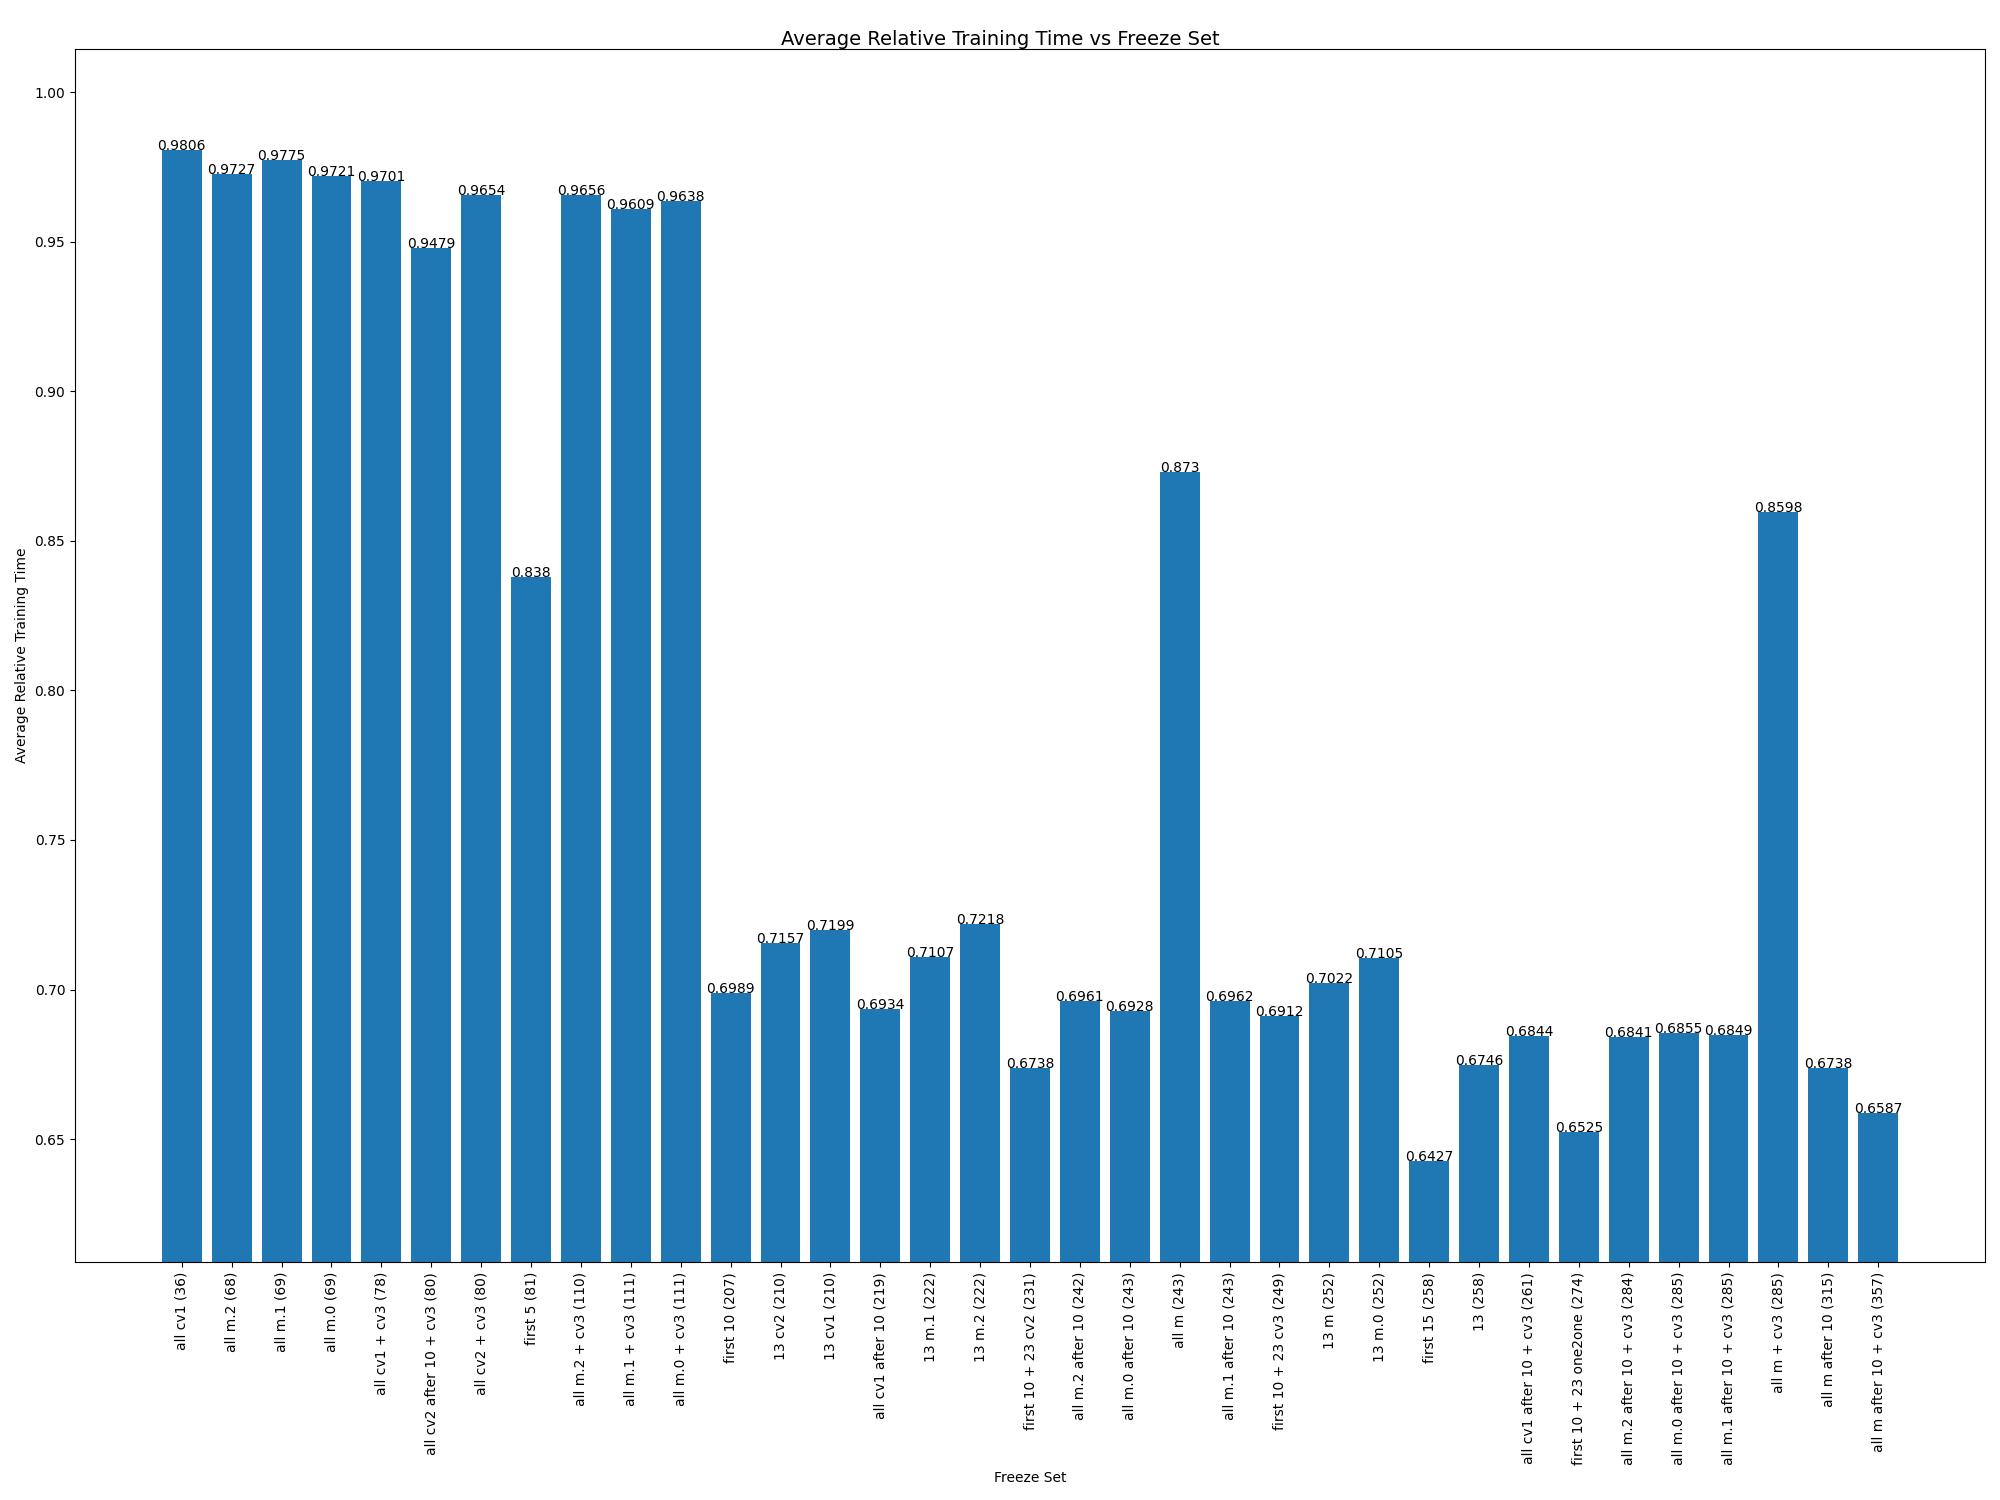 Average Relative Training Time vs Freeze Set
Average Relative Training Time
1.00
0.95
0.90
0.85
0.80
0.75
0.70
0.65
0.9806
0.9727
0.9775
0.9721
0.9701
0.9479
0.9654
0.838
0.9656
0.9609
0.9638
0.6989
0.7157
0.7199
0.6934
0.7107
0.7218
0.6738
0.6961
0.6928
0.873
0.6962
0.6912
0.7022
0.7105
0.6427
0.6746
0.6844
0.6525
0.6841
0.6855
0.6849
0.8598
0.6738
0.6587
all cv1 (36)
all m.2 (68)
all m.1 (69)
all m.0 (69)
all cv1 + cv3 (78)
all cv2 after 10 + cv3 (80)
all cv2 + cv3 (80)
first 5 (81)
all m.2 + cv3 (110)
all m.1 + cv3 (111)
all m.0 + cv3 (111)
first 10 (207)
13 cv2 (210)
13 cv1 (210)
all cv1 after 10 (219)
13 m.1 (222)
13 m.2 (222)
first 10 + 23 cv2 (231)
all m.2 after 10 (242)
all m.0 after 10 (243)
all m (243)
all m.1 after 10 (243)
first 10 + 23 cv3 (249)
13 m (252)
13 m.0 (252)
first 15 (258)
13 (258)
all cv1 after 10 + cv3 (261)
first 10 + 23 one2one (274)
all m.2 after 10 + cv3 (284)
all m.0 after 10 + cv3 (285)
all m.1 after 10 + cv3 (285)
all m + cv3 (285)
all m after 10 (315)
all m after 10 + cv3 (357)
Freeze Set